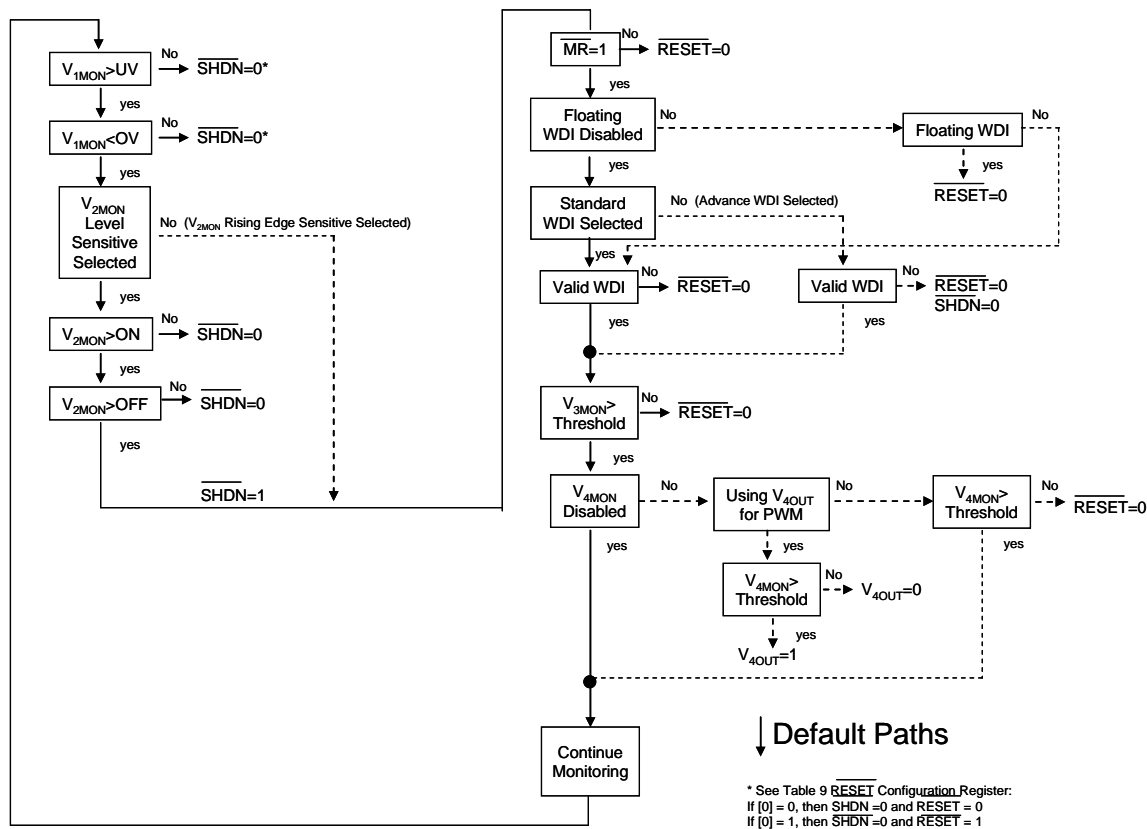 V1MON>UV
No
SHDN=0*
yes
V1MON<OV
No
SHDN=0*
yes
V2MON
Level
Sensitive
Selected
No (V2MON Rising Edge Sensitive Selected)
yes
V2MON>ON
No
SHDN=0
yes
V2MON>OFF
No
SHDN=0
yes
SHDN=1
MR=1
No
RESET=0
yes
Floating
WDI Disabled
No
Floating WDI
No
yes
RESET=0
yes
Standard
WDI Selected
No (Advance WDI Selected)
yes
Valid WDI
No
RESET=0
yes
Valid WDI
No
RESET=0
SHDN=0
yes
V3MON>
Threshold
No
RESET=0
yes
V4MON
Disabled
No
Using V4OUT
for PWM
No
V4MON>
Threshold
No
RESET=0
yes
yes
yes
V4MON>
Threshold
No
V4OUT=0
yes
V4OUT=1
Continue
Monitoring
Default Paths
* See Table 9 RESET Configuration Register:
If [0] = 0, then SHDN =0 and RESET = 0
If [0] = 1, then SHDN=0 and RESET = 1